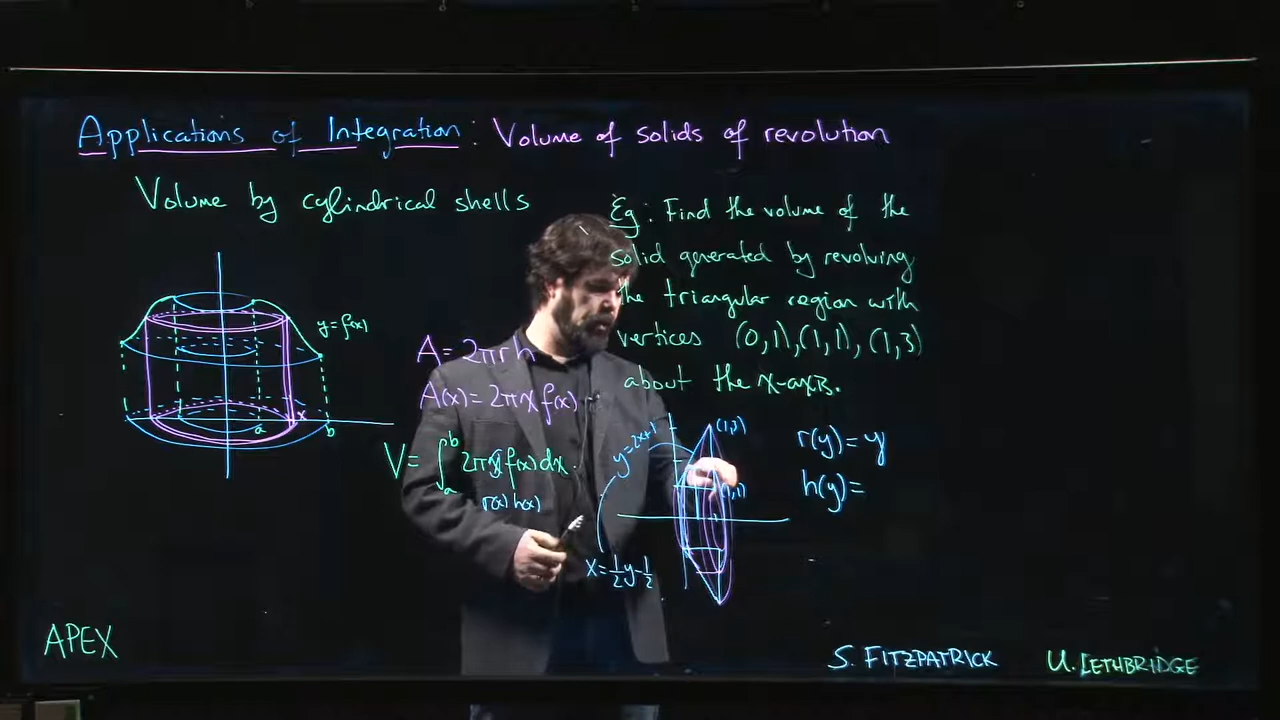 Applications of Integration: Volume of solids of revolution
Volume by cylindrical shells
y=f(x)
x
a
b
A=2πrh
A(x)=2πx f(x)
V=∫_a^b 2πx f(x)dx.
r(x) h(x)
Eg: Find the volume of the
solid generated by revolving
the triangular region with
vertices (0,1),(1,1),(1,3)
about the x-axis.
y=2x+1
(1,3)
(1,1)
x=1/2y-1/2
r(y)=y
h(y)=
APEX
S. FITZPATRICK
U. LETHBRIDGE